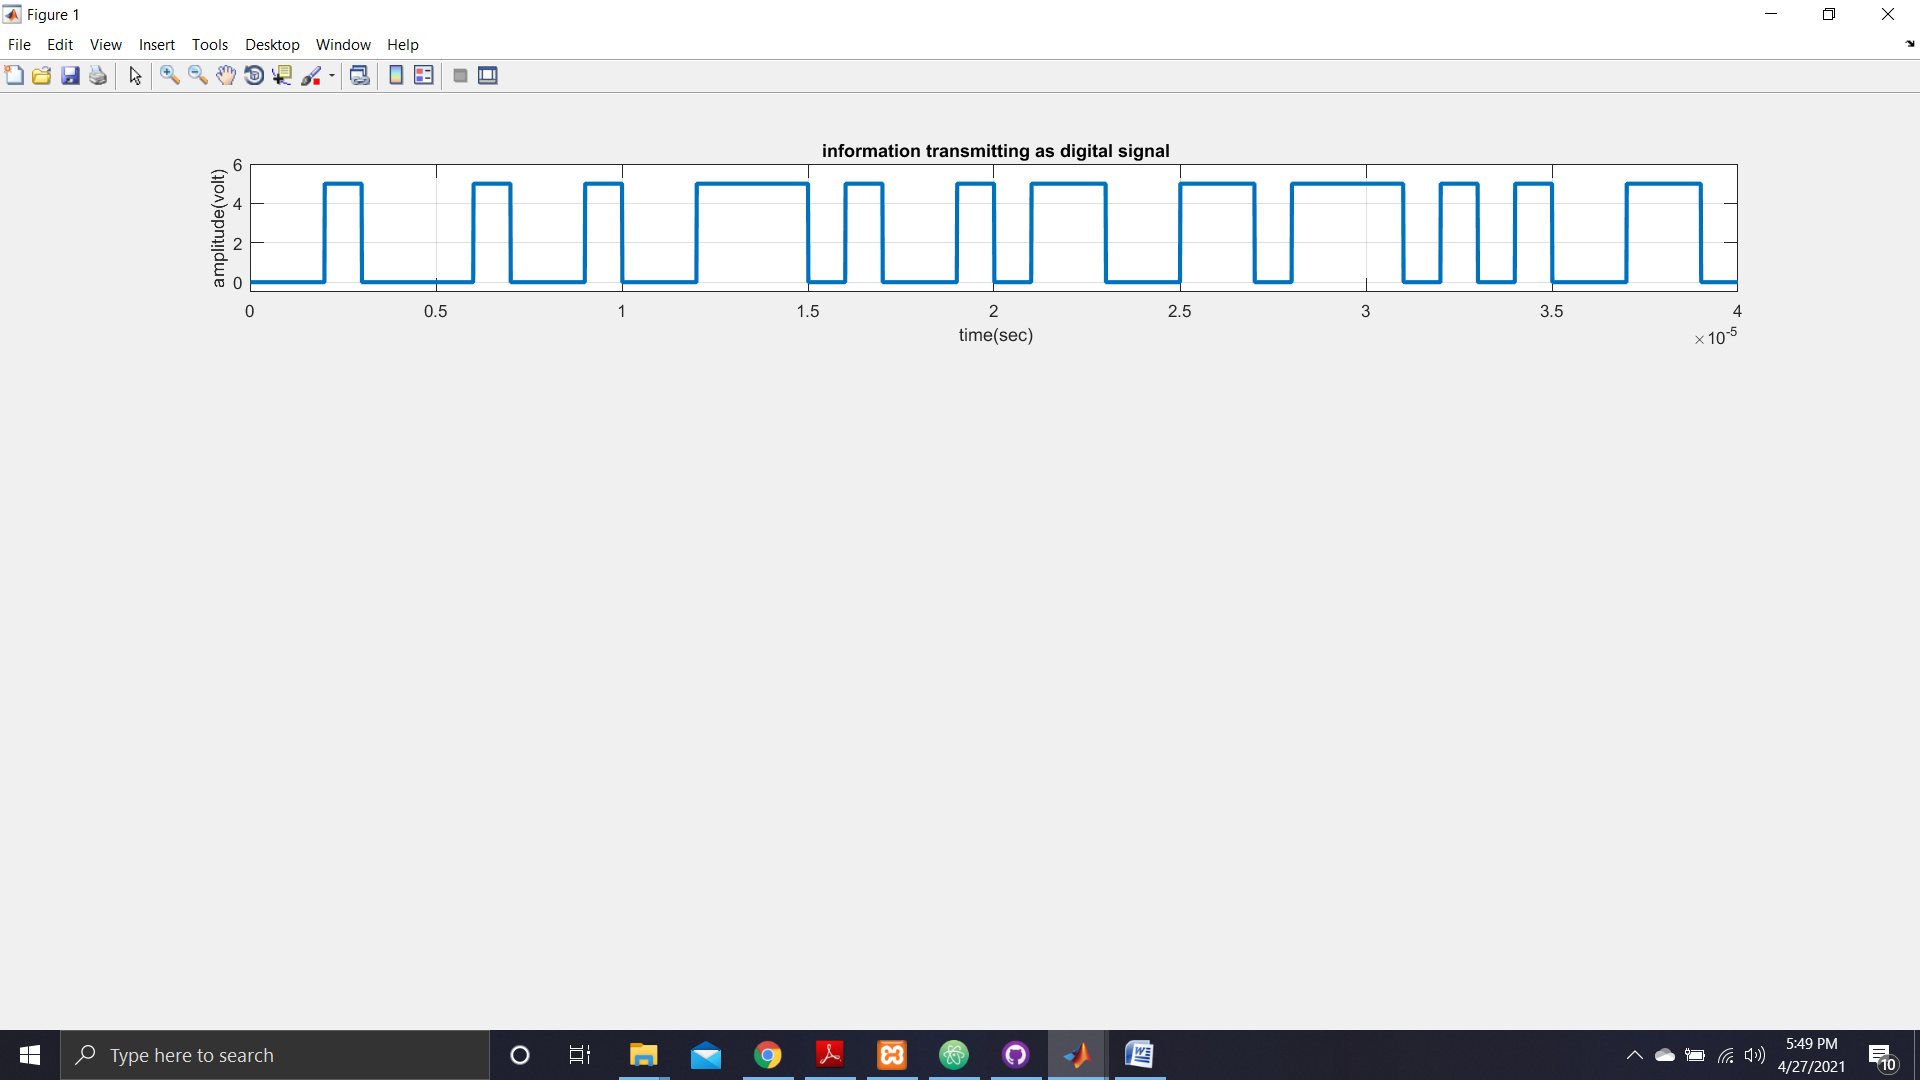 Figure 1
File Edit View Insert Tools Desktop Window Help
information transmitting as digital signal
amplitude(volt)
6
4
2
0
0 0.5 1 1.5 2 2.5 3 3.5 4
time(sec)
×10-5
Type here to search
5:49 PM
4/27/2021
10